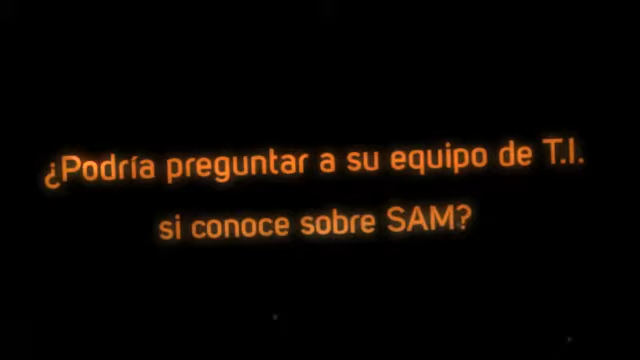 ¿Podría preguntar a su equipo de T.I.
si conoce sobre SAM?